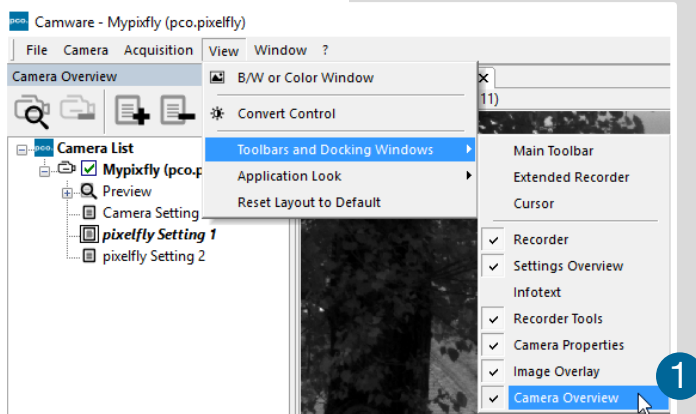 pco. Camware - Mypixfly (pco.pixelfly)
File Camera Acquisition View Window ?
Camera Overview
B/W or Color Window
11)
Convert Control
pco. Camera List
Toolbars and Docking Windows
Main Toolbar
Mypixfly (pco.p
Application Look
Extended Recorder
Preview
Reset Layout to Default
Cursor
Camera Setting
pixelfly Setting 1
Recorder
pixelfly Setting 2
Settings Overview
Infotext
Recorder Tools
Camera Properties
Image Overlay
1
Camera Overview